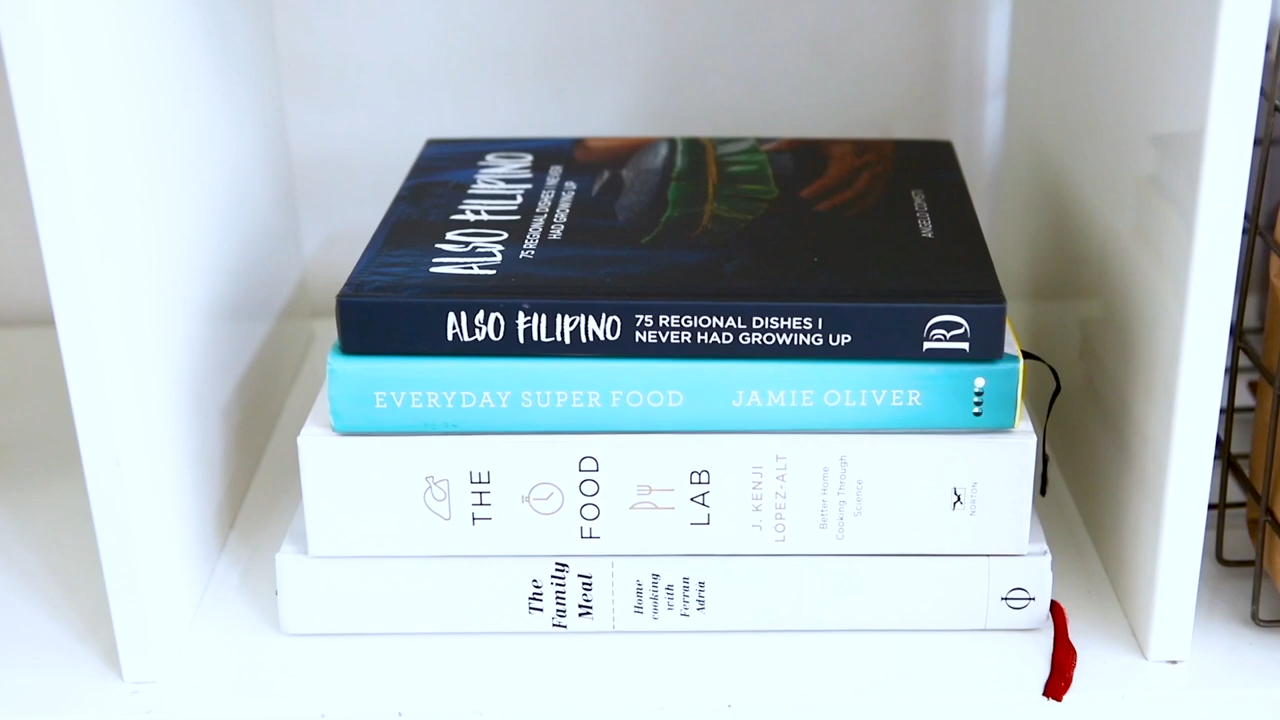 ALSO FILIPINO
75 REGIONAL DISHES I NEVER
HAD GROWING UP
ANGELO COMSTI
ALSO FILIPINO
75 REGIONAL DISHES I
NEVER HAD GROWING UP
RD
EVERYDAY SUPER FOOD JAMIE OLIVER
THE
FOOD
LAB
J. KENJI
LOPEZ-ALT
Better Home
Cooking Through
Science
NORTON
The
Family
Meal
Home
cooking
with
Ferran
Adria